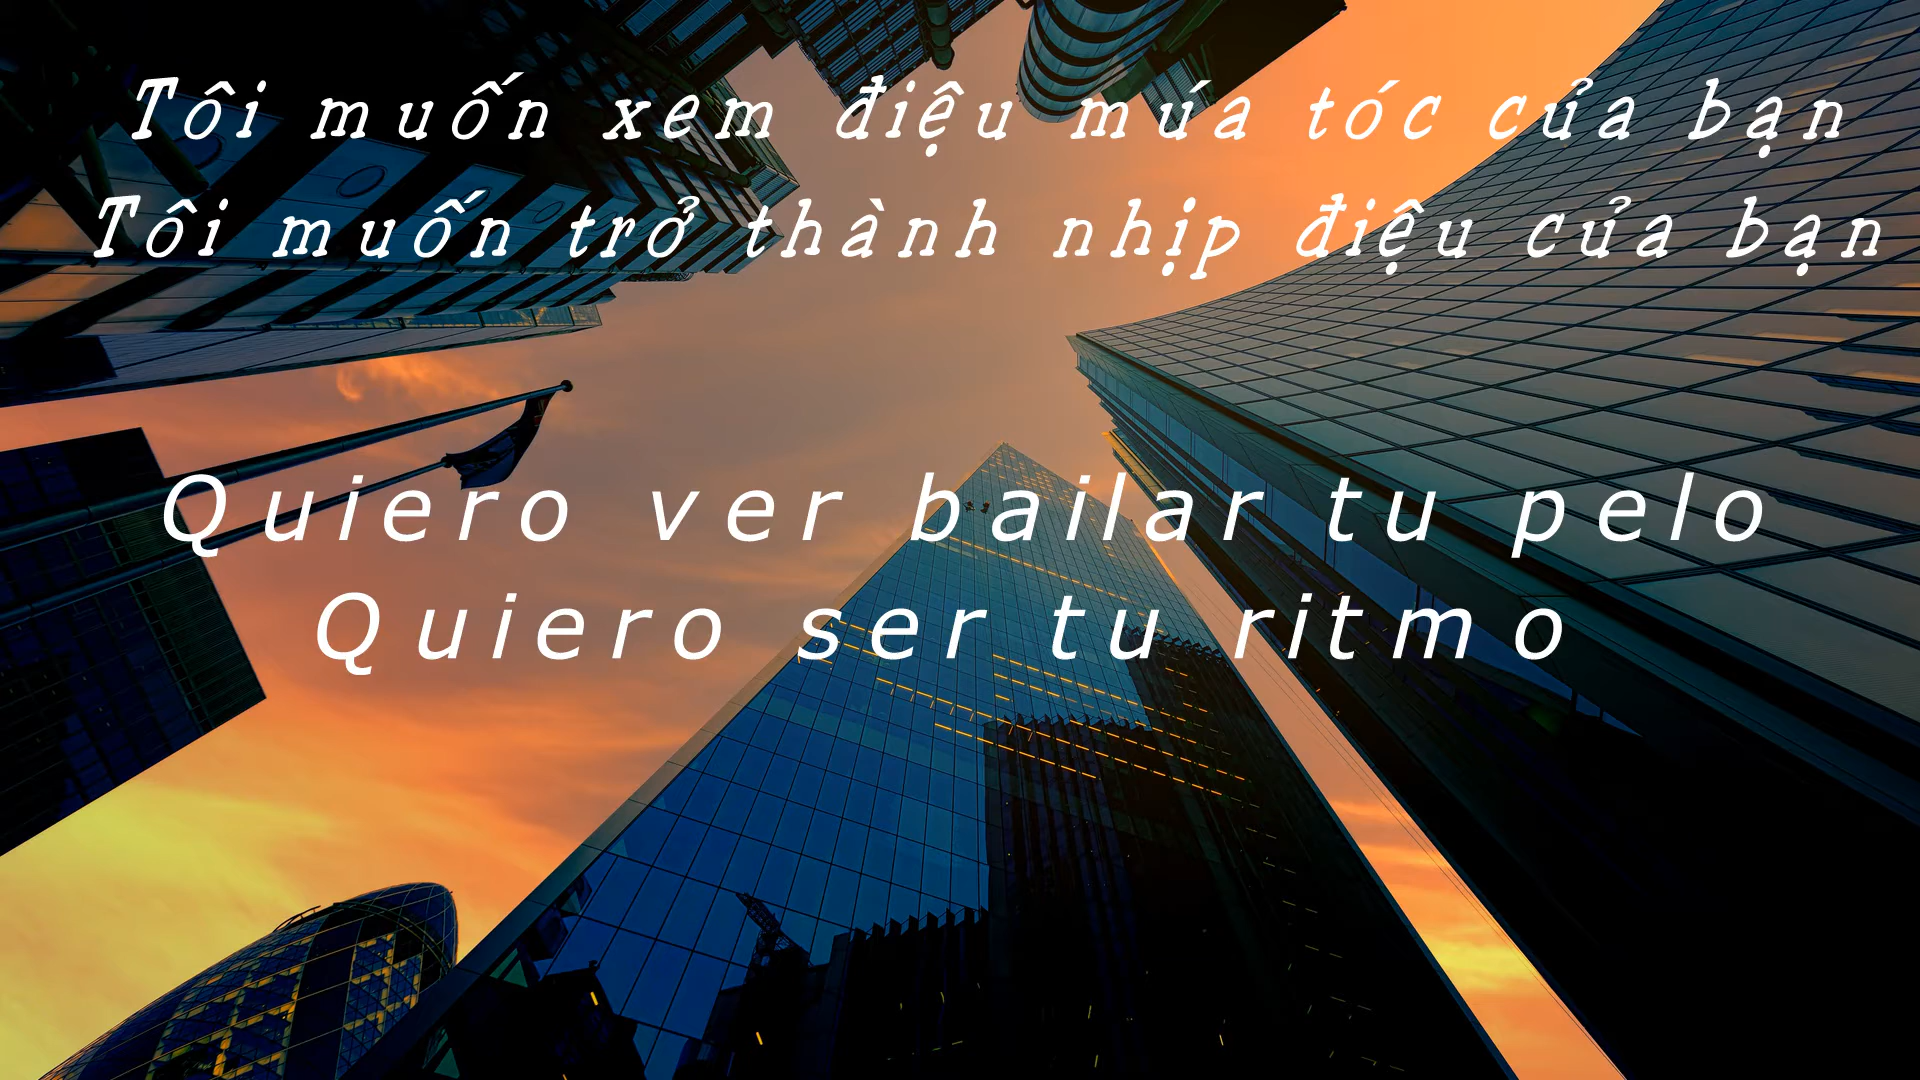 Tôi muốn xem điệu múa tóc của bạn
Tôi muốn trở thành nhịp điệu của bạn
Quiero ver bailar tu pelo
Quiero ser tu ritmo